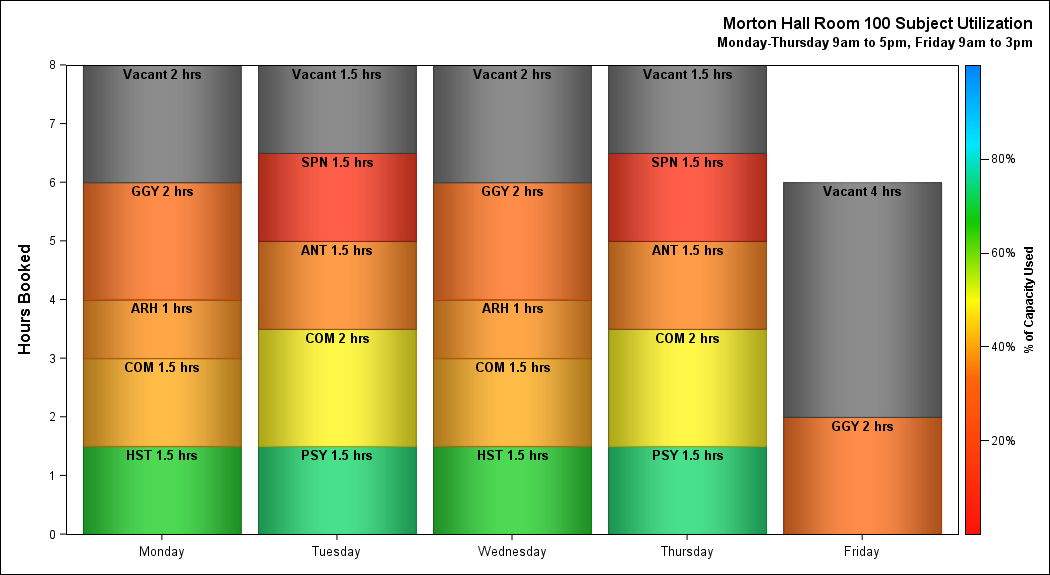 Morton Hall Room 100 Subject Utilization
Monday-Thursday 9am to 5pm, Friday 9am to 3pm
Hours Booked
8
7
6
5
4
3
2
1
0
Vacant 2 hrs
GGY 2 hrs
ARH 1 hrs
COM 1.5 hrs
HST 1.5 hrs
Vacant 1.5 hrs
SPN 1.5 hrs
ANT 1.5 hrs
COM 2 hrs
PSY 1.5 hrs
Vacant 2 hrs
GGY 2 hrs
ARH 1 hrs
COM 1.5 hrs
HST 1.5 hrs
Vacant 1.5 hrs
SPN 1.5 hrs
ANT 1.5 hrs
COM 2 hrs
PSY 1.5 hrs
Vacant 4 hrs
GGY 2 hrs
Monday
Tuesday
Wednesday
Thursday
Friday
80%
60%
40%
20%
% of Capacity Used